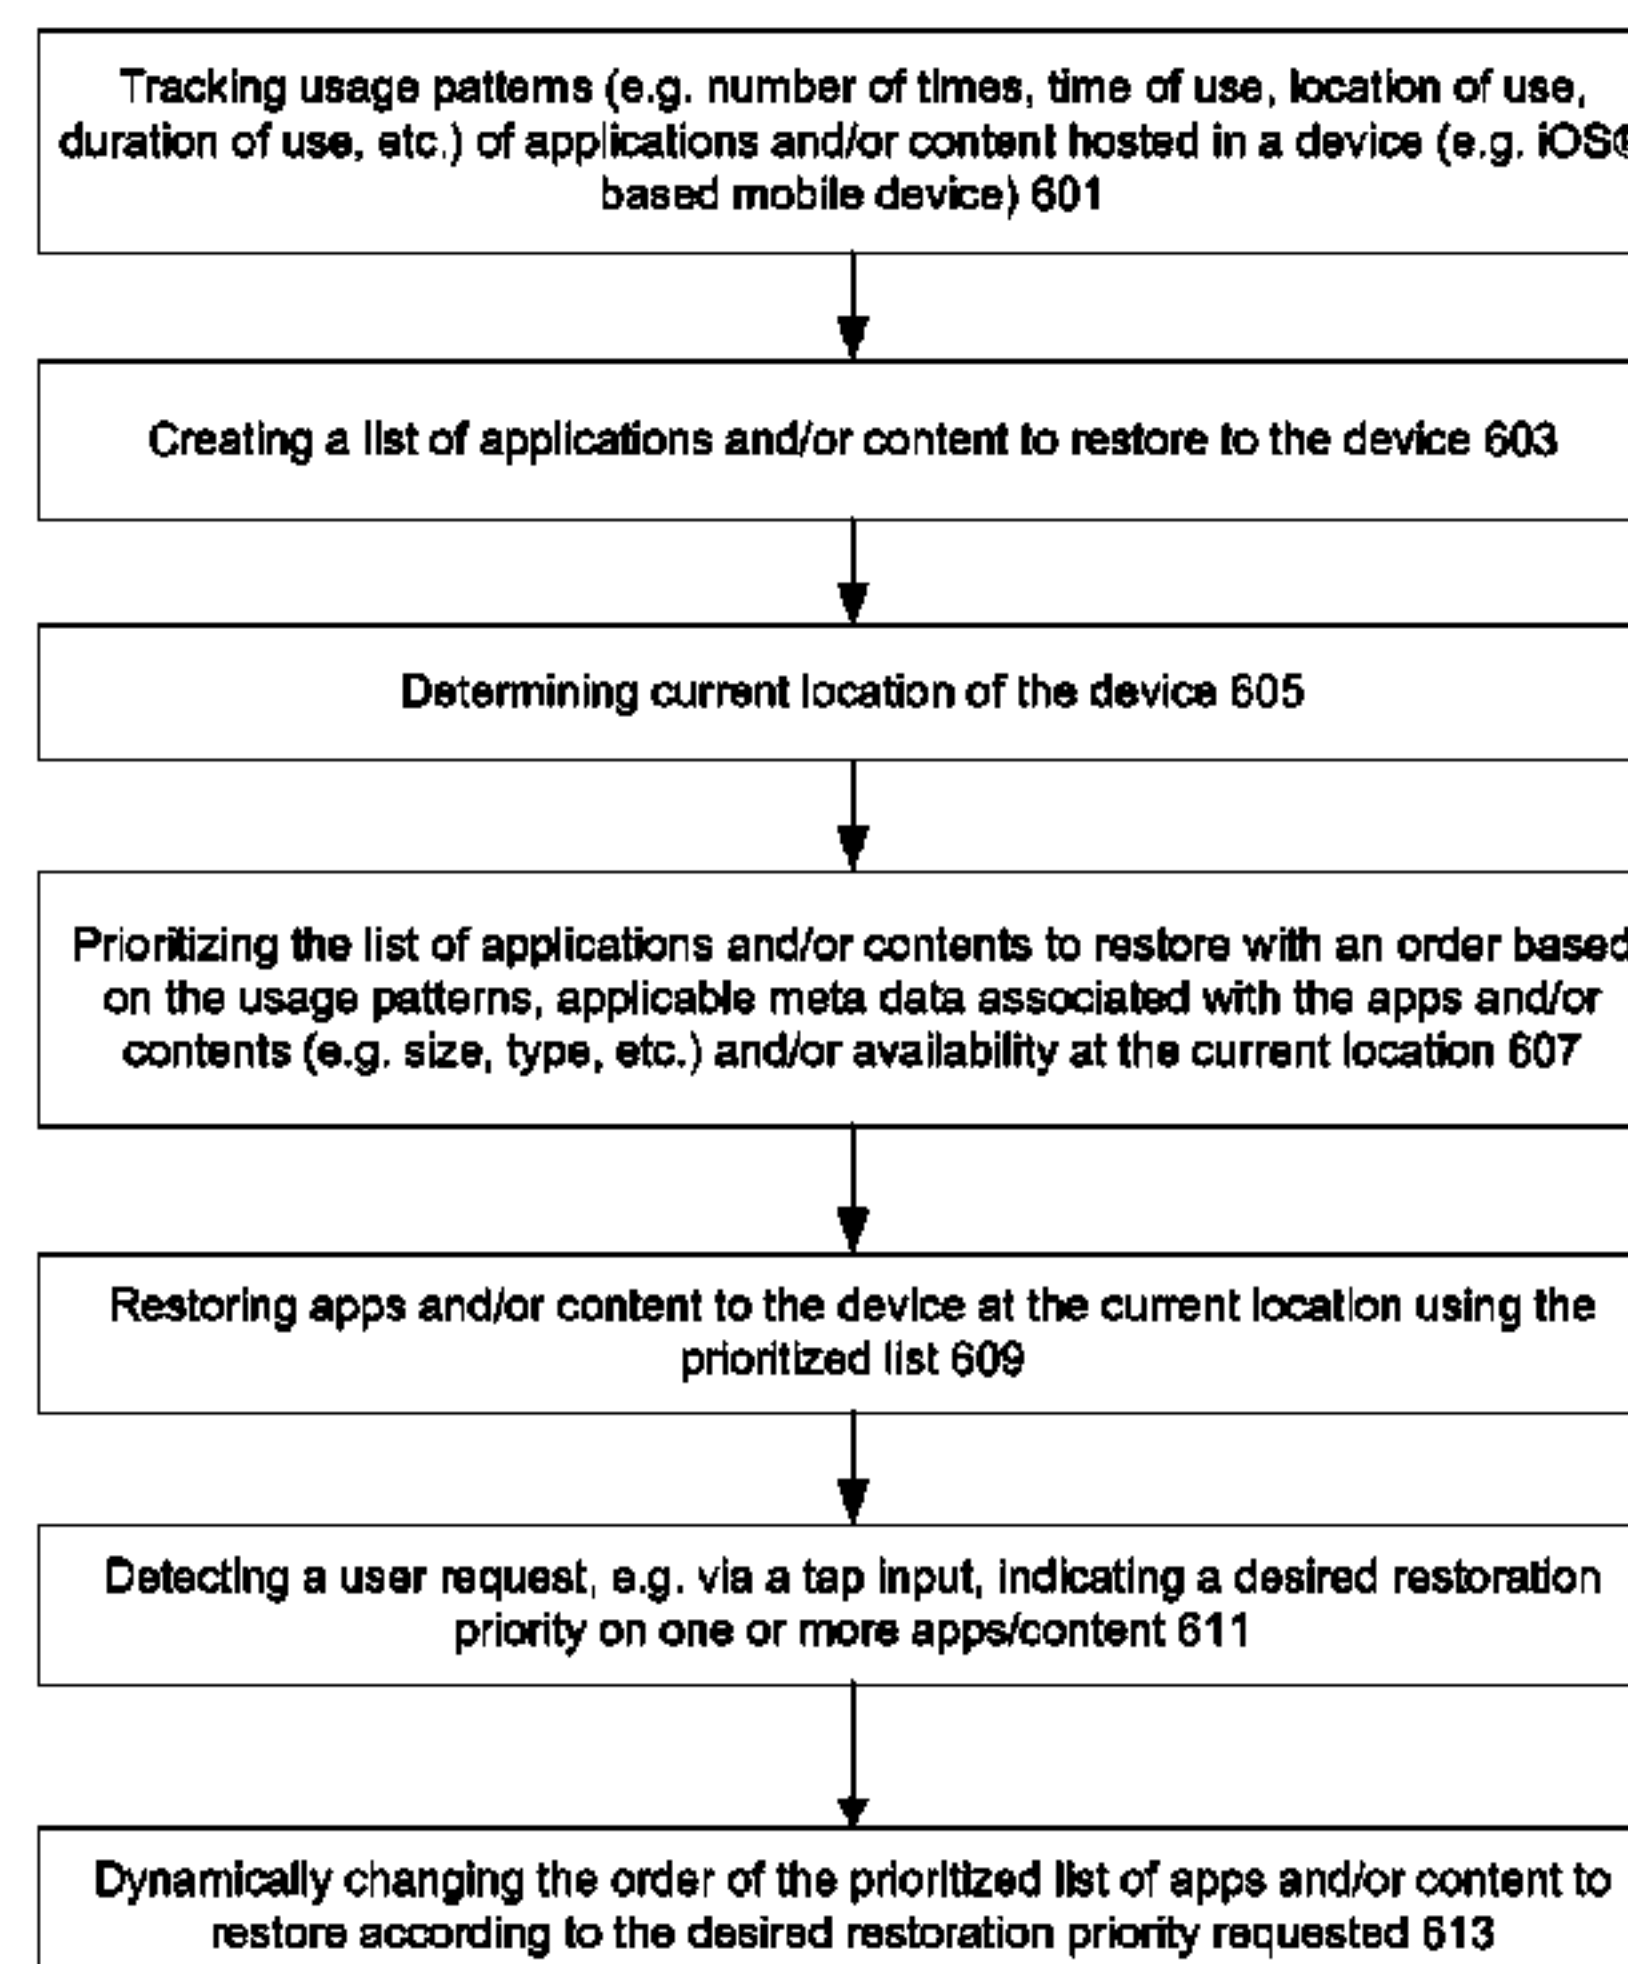 Tracking usage patterns (e.g. number of times, time of use, location of use,
duration of use, etc.) of applications and/or content hosted in a device (e.g. iOS®
based mobile device) 601
Creating a list of applications and/or content to restore to the device 603
Determining current location of the device 605
Prioritizing the list of applications and/or contents to restore with an order based
on the usage patterns, applicable meta data associated with the apps and/or
contents (e.g. size, type, etc.) and/or availability at the current location 607
Restoring apps and/or content to the device at the current location using the
prioritized list 609
Detecting a user request, e.g. via a tap input, indicating a desired restoration
priority on one or more apps/content 611
Dynamically changing the order of the prioritized list of apps and/or content to
restore according to the desired restoration priority requested 613